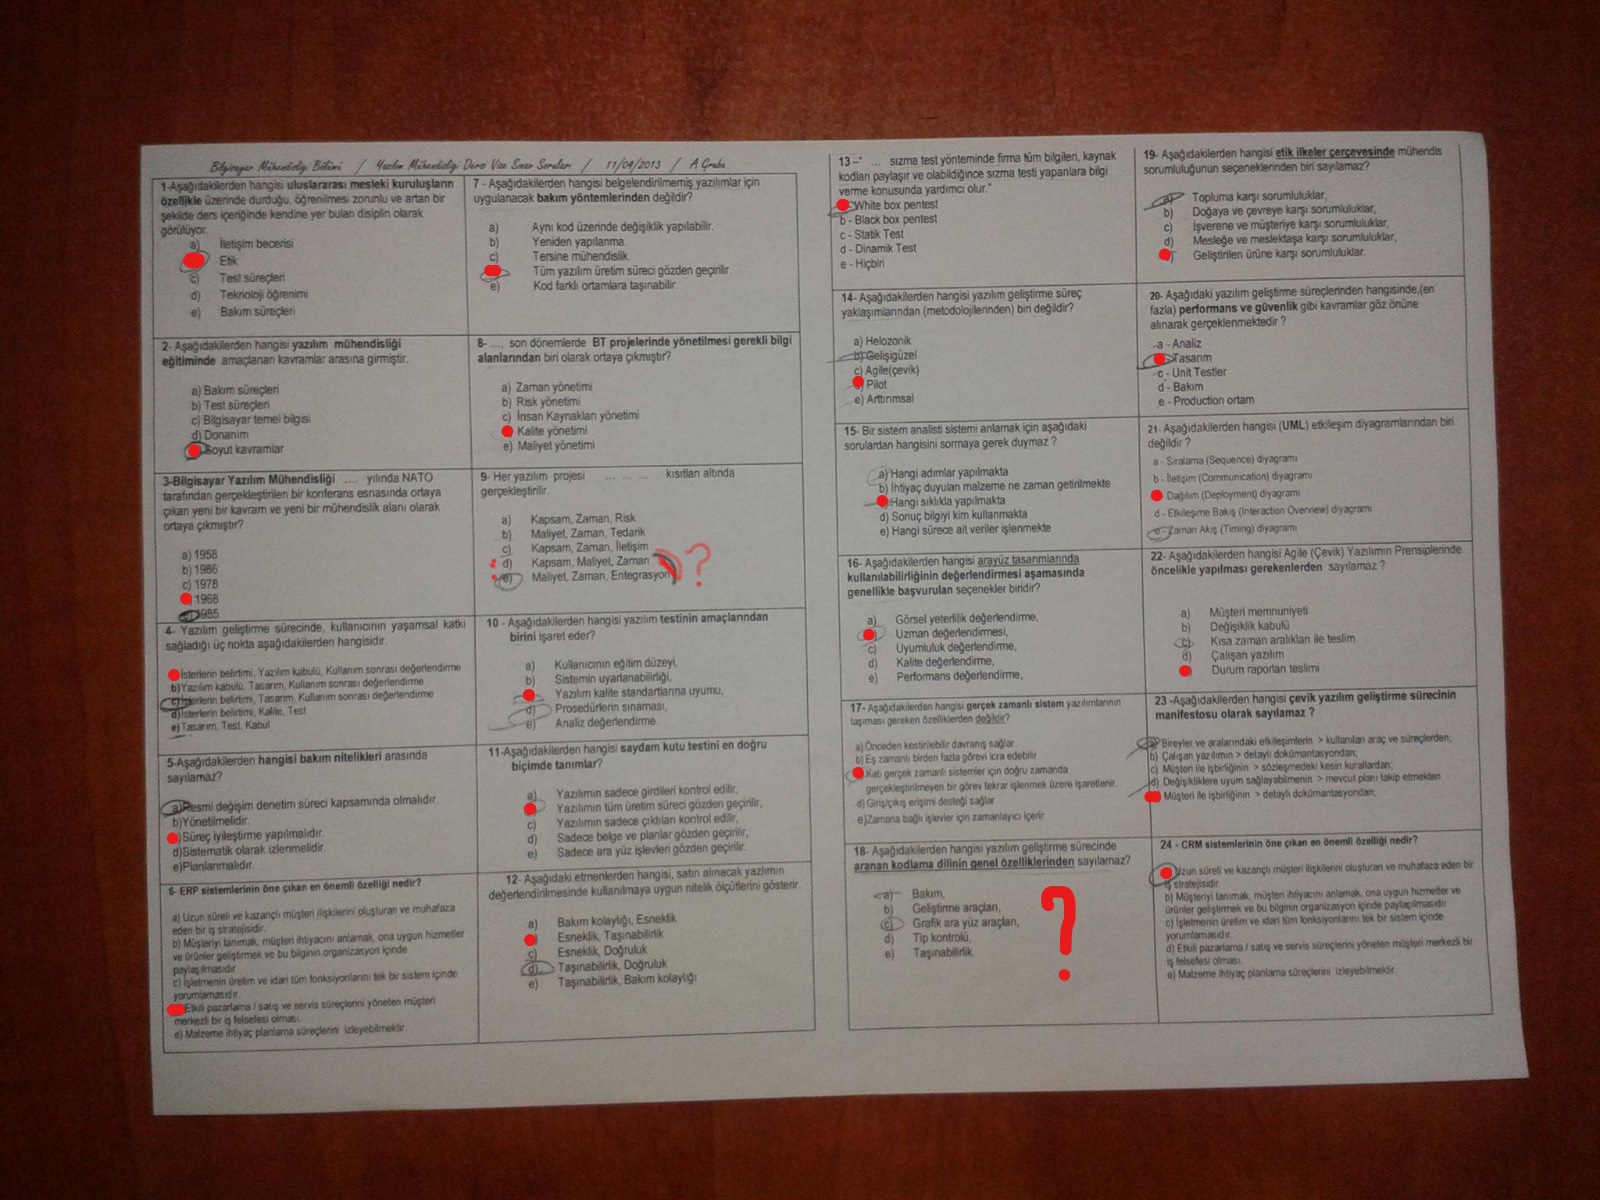 Bilgisayar Mühendisliği Bölümü / Yazılım Mühendisliği Dersi Vize Sınav Soruları / 11/04/2013 / A Grubu
1-Aşağıdakilerden hangisi uluslararası mesleki kuruluşların
özellikle üzerinde durduğu, öğrenilmesi zorunlu ve artan bir
şekilde ders içeriğinde kendine yer bulan disiplin olarak
görülüyor.
a) İletişim becerisi
Etik
c) Test süreçleri
d) Teknoloji öğrenimi
e) Bakım süreçleri
2- Aşağıdakilerden hangisi yazılım mühendisliği
eğitiminde amaçlanan kavramlar arasına girmiştir.
a) Bakım süreçleri
b) Test süreçleri
c) Bilgisayar temel bilgisi
d) Donanım
Soyut kavramlar
3-Bilgisayar Yazılım Mühendisliği .... yılında NATO
tarafından gerçekleştirilen bir konferans esnasında ortaya
çıkan yeni bir kavram ve yeni bir mühendislik alanı olarak
ortaya çıkmıştır?
a) 1958
b) 1986
c) 1978
1968
1985
4- Yazılım geliştirme sürecinde, kullanıcının yaşamsal katkı
sağladığı üç nokta aşağıdakilerden hangisidir.
İsterlerin belirtimi, Yazılım kabulü, Kullanım sonrası değerlendirme
b)Yazılım kabulü, Tasarım, Kullanım sonrası değerlendirme
c)İsterlerin belirtimi, Tasarım, Kullanım sonrası değerlendirme
d)İsterlerin belirtimi, Kalite, Test
e)Tasarım, Test, Kabul
5-Aşağıdakilerden hangisi bakım nitelikleri arasında
sayılamaz?
a)Resmi değişim denetim süreci kapsamında olmalıdır.
b)Yönetilmelidir.
Süreç iyileştirme yapılmalıdır.
d)Sistematik olarak izlenmelidir.
e)Planlanmalıdır.
6- ERP sistemlerinin öne çıkan en önemli özelliği nedir?
a) Uzun süreli ve kazançlı müşteri ilişkilerini oluşturan ve muhafaza
eden bir iş stratejisidir.
b) Müşteriyi tanımak, müşteri ihtiyacını anlamak, ona uygun hizmetler
ve ürünler geliştirmek ve bu bilginin organizasyon içinde
paylaşılmasıdır
c) İşletmenin üretim ve idari tüm fonksiyonlarını tek bir sistem içinde
yorumlamasıdır.
Etkili pazarlama / satış ve servis süreçlerini yöneten müşteri
merkezli bir iş felsefesi olması.
e) Malzeme ihtiyaç planlama süreçlerini izleyebilmektir
7 - Aşağıdakilerden hangisi belgelendirilmemiş yazılımlar için
uygulanacak bakım yöntemlerinden değildir?
a) Aynı kod üzerinde değişiklik yapılabilir.
b) Yeniden yapılanma.
c) Tersine mühendislik.
Tüm yazılım üretim süreci gözden geçirilir.
e) Kod farklı ortamlara taşınabilir.
8- ...., son dönemlerde BT projelerinde yönetilmesi gerekli bilgi
alanlarından biri olarak ortaya çıkmıştır?
a) Zaman yönetimi
b) Risk yönetimi
c) İnsan Kaynakları yönetimi
Kalite yönetimi
e) Maliyet yönetimi
9- Her yazılım projesi ... ... ... kısıtları altında
gerçekleştirilir.
a) Kapsam, Zaman, Risk
b) Maliyet, Zaman, Tedarik
c) Kapsam, Zaman, İletişim
d) Kapsam, Maliyet, Zaman
e) Maliyet, Zaman, Entegrasyon
?
10 - Aşağıdakilerden hangisi yazılım testinin amaçlarından
birini işaret eder?
a) Kullanıcının eğitim düzeyi,
b) Sistemin uyarlanabilirliği,
Yazılım kalite standartlarına uyumu,
d) Prosedürlerin sınaması,
e) Analiz değerlendirme.
11-Aşağıdakilerden hangisi saydam kutu testini en doğru
biçimde tanımlar?
a) Yazılımın sadece girdileri kontrol edilir,
Yazılımın tüm üretim süreci gözden geçirilir,
c) Yazılımın sadece çıktıları kontrol edilir,
d) Sadece belge ve planlar gözden geçirilir,
e) Sadece ara yüz işlevleri gözden geçirilir.
12- Aşağıdaki etmenlerden hangisi, satın alınacak yazılımın
değerlendirilmesinde kullanılmaya uygun nitelik ölçütlerini gösterir.
a) Bakım kolaylığı, Esneklik
Esneklik, Taşınabilirlik
c) Esneklik, Doğruluk
d) Taşınabilirlik, Doğruluk
e) Taşınabilirlik, Bakım kolaylığı
13 –" ... sızma test yönteminde firma tüm bilgileri, kaynak
kodları paylaşır ve olabildiğince sızma testi yapanlara bilgi
verme konusunda yardımcı olur."
White box pentest
b - Black box pentest
c - Statik Test
d - Dinamik Test
e - Hiçbiri
14- Aşağıdakilerden hangisi yazılım geliştirme süreç
yaklaşımlarından (metodolojilerinden) biri değildir?
a) Helozonik
b) Gelişigüzel
c) Agile(çevik)
Pilot
e) Arttırımsal
15- Bir sistem analisti sistemi anlamak için aşağıdaki
sorulardan hangisini sormaya gerek duymaz ?
a) Hangi adımlar yapılmakta
b) İhtiyaç duyulan malzeme ne zaman getirilmekte
Hangi sıklıkla yapılmakta
d) Sonuç bilgiyi kim kullanmakta
e) Hangi sürece ait veriler işlenmekte
16- Aşağıdakilerden hangisi arayüz tasarımlarında
kullanılabilirliğinin değerlendirmesi aşamasında
genellikle başvurulan seçenekler biridir?
a) Görsel yeterlilik değerlendirme,
Uzman değerlendirmesi,
c) Uyumluluk değerlendirme,
d) Kalite değerlendirme,
e) Performans değerlendirme,
17- Aşağıdakilerden hangisi gerçek zamanlı sistem yazılımlarının
taşıması gereken özelliklerden değildir?
a) Önceden kestirilebilir davranış sağlar
b) Eş zamanlı birden fazla görevi icra edebilir
Katı gerçek zamanlı sistemler için doğru zamanda
gerçekleştirilmeyen bir görev tekrar işlenmek üzere işaretlenir.
d) Giriş/çıkış erişimi desteği sağlar
e)Zamana bağlı işlevler için zamanlayıcı içerir
18- Aşağıdakilerden hangisi yazılım geliştirme sürecinde
aranan kodlama dilinin genel özelliklerinden sayılamaz?
a) Bakım,
b) Geliştirme araçları,
c) Grafik ara yüz araçları,
d) Tip kontrolü,
e) Taşınabilirlik.
?
19- Aşağıdakilerden hangisi etik ilkeler çerçevesinde mühendis
sorumluluğunun seçeneklerinden biri sayılamaz?
a) Topluma karşı sorumluluklar,
b) Doğaya ve çevreye karşı sorumluluklar,
c) İşverene ve müşteriye karşı sorumluluklar,
d) Mesleğe ve meslektaşa karşı sorumluluklar,
Geliştirilen ürüne karşı sorumluluklar.
20- Aşağıdaki yazılım geliştirme süreçlerinden hangisinde,(en
fazla) performans ve güvenlik gibi kavramlar göz önüne
alınarak gerçeklenmektedir ?
a - Analiz
Tasarım
c - Unit Testler
d - Bakım
e - Production ortam
21- Aşağıdakilerden hangisi (UML) etkileşim diyagramlarından biri
değildir ?
a - Sıralama (Sequence) diyagramı
b - İletişim (Communication) diyagramı
Dağılım (Deployment) diyagramı
d - Etkileşime Bakış (Interaction Overview) diyagramı
e - Zaman Akış (Timing) diyagramı
22- Aşağıdakilerden hangisi Agile (Çevik) Yazılımın Prensiplerinde
öncelikle yapılması gerekenlerden sayılamaz ?
a) Müşteri memnuniyeti
b) Değişiklik kabulü
c) Kısa zaman aralıkları ile teslim
d) Çalışan yazılım
Durum raporları teslimi
23 -Aşağıdakilerden hangisi çevik yazılım geliştirme sürecinin
manifestosu olarak sayılamaz ?
a) Bireyler ve aralarındaki etkileşimlerin > kullanılan araç ve süreçlerden;
b) Çalışan yazılımın > detaylı dokümantasyondan;
c) Müşteri ile işbirliğinin > sözleşmedeki kesin kurallardan;
d) Değişikliklere uyum sağlayabilmenin > mevcut planı takip etmekten
Müşteri ile işbirliğinin > detaylı dokümantasyondan;
24 - CRM sistemlerinin öne çıkan en önemli özelliği nedir?
Uzun süreli ve kazançlı müşteri ilişkilerini oluşturan ve muhafaza eden bir
iş stratejisidir.
b) Müşteriyi tanımak, müşteri ihtiyacını anlamak, ona uygun hizmetler ve
ürünler geliştirmek ve bu bilginin organizasyon içinde paylaşılmasıdır
c) İşletmenin üretim ve idari tüm fonksiyonlarını tek bir sistem içinde
yorumlamasıdır.
d) Etkili pazarlama / satış ve servis süreçlerini yöneten müşteri merkezli bir
iş felsefesi olması.
e) Malzeme ihtiyaç planlama süreçlerini izleyebilmektir.